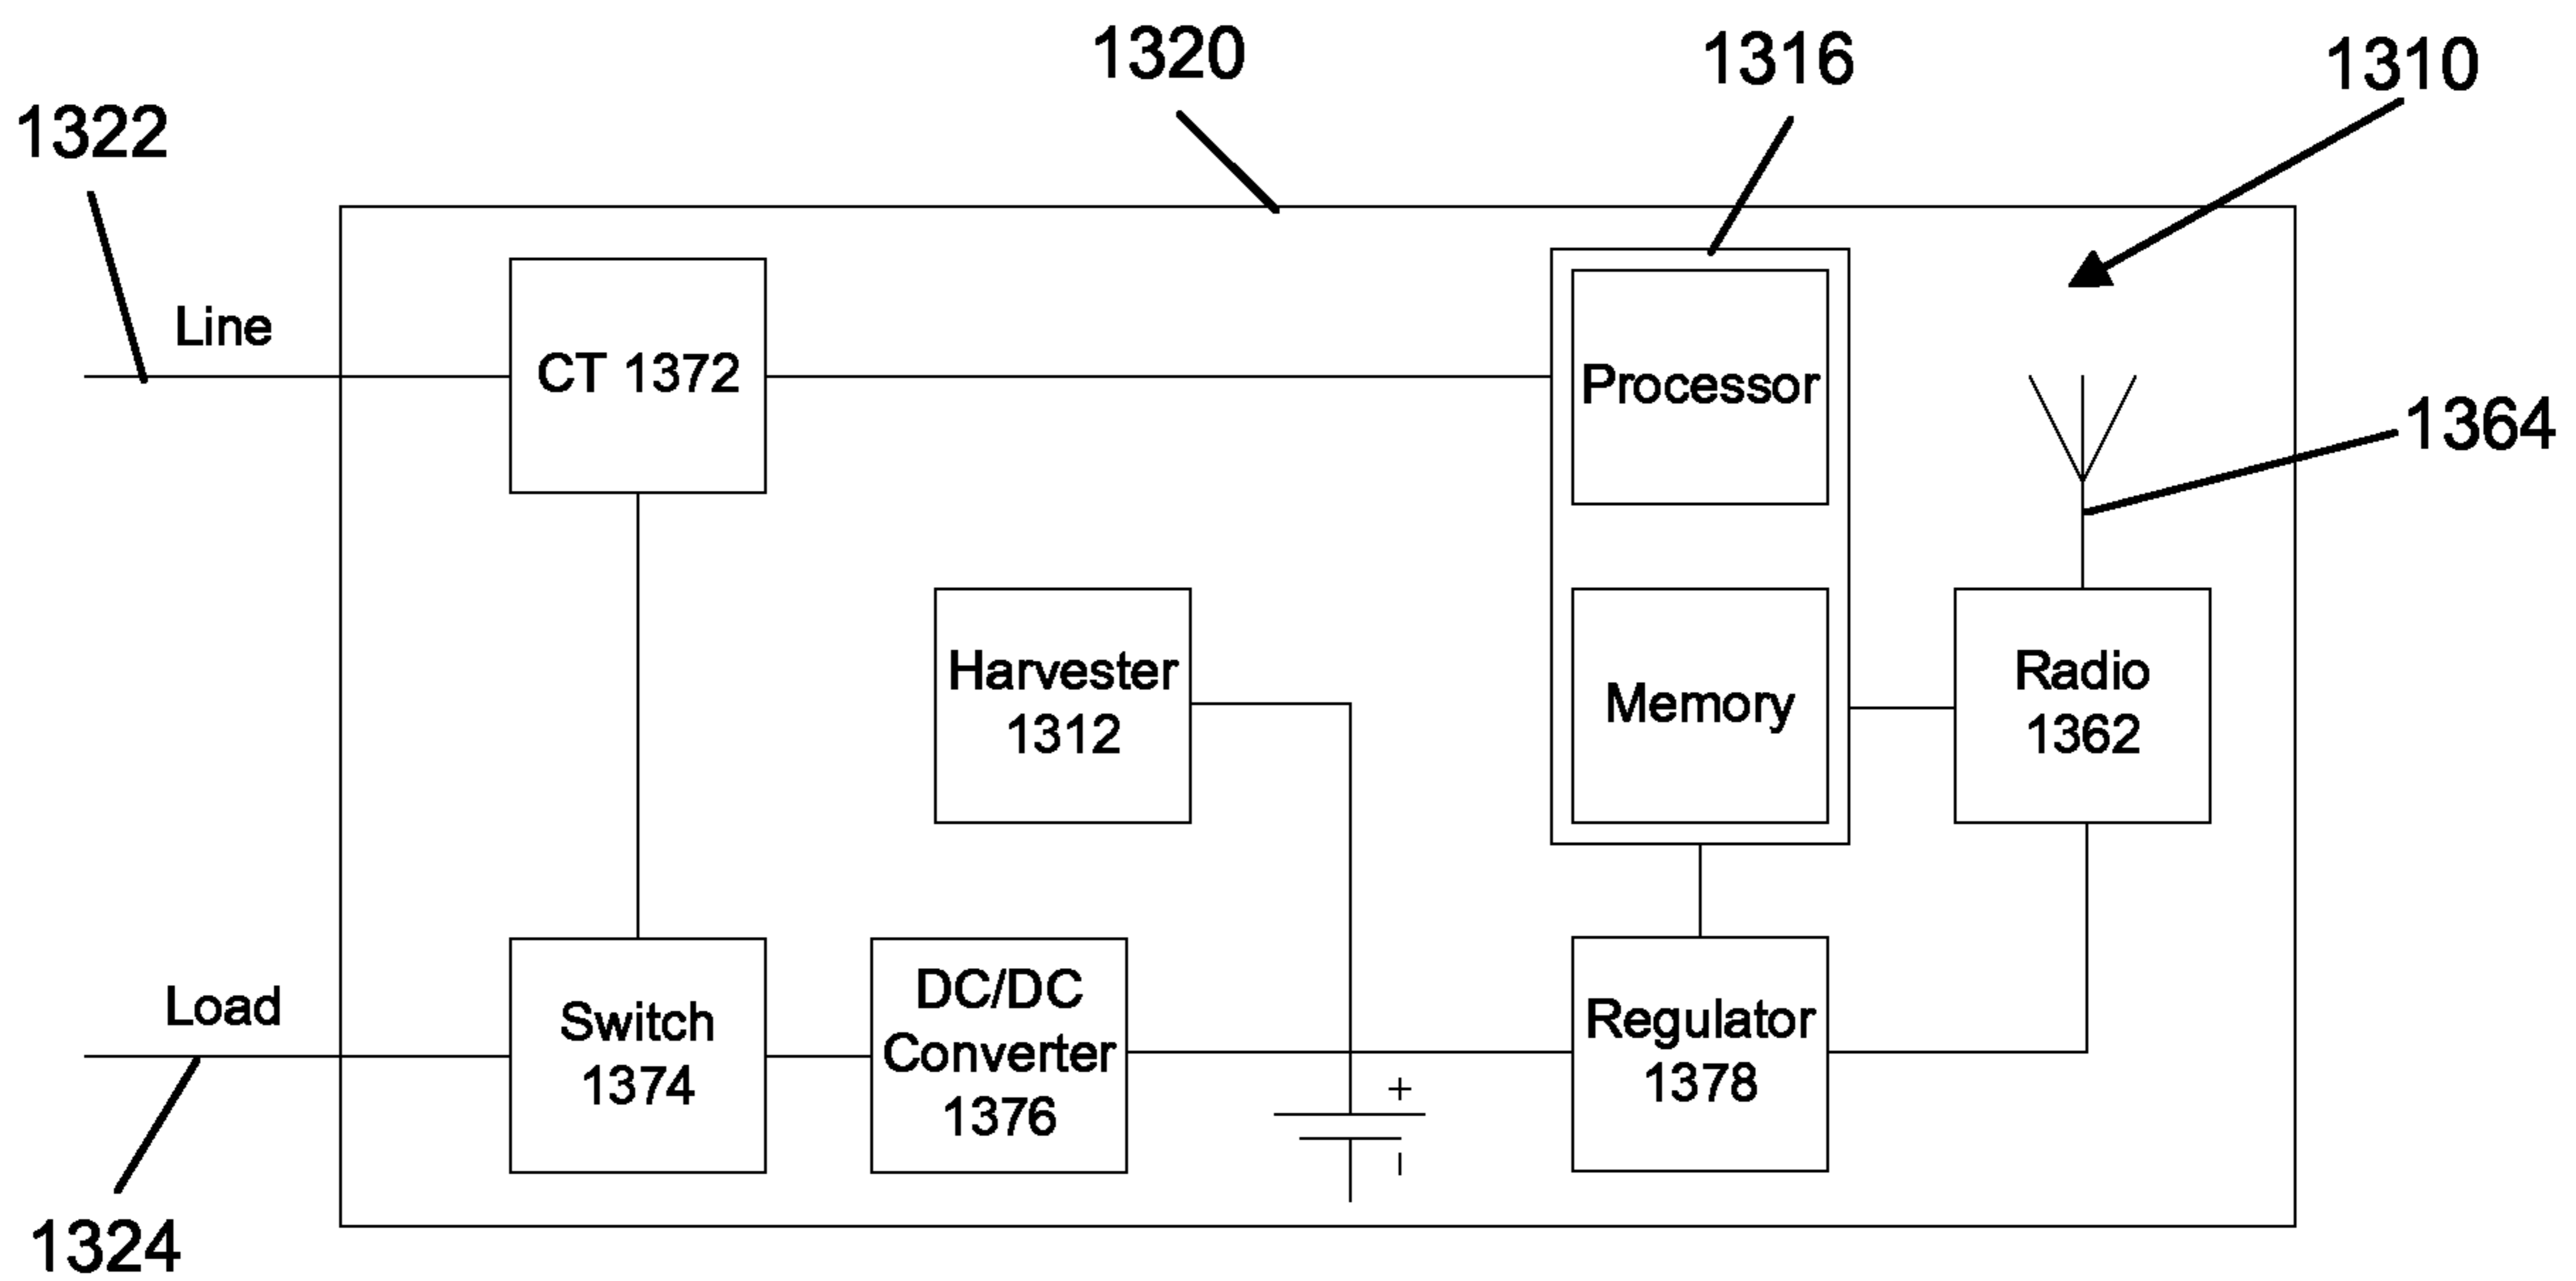 1320
1316
1310
1322
Line
CT 1372
Processor
1364
Harvester
1312
Memory
Radio
1362
Load
Switch
1374
DC/DC
Converter
1376
+
-
Regulator
1378
1324